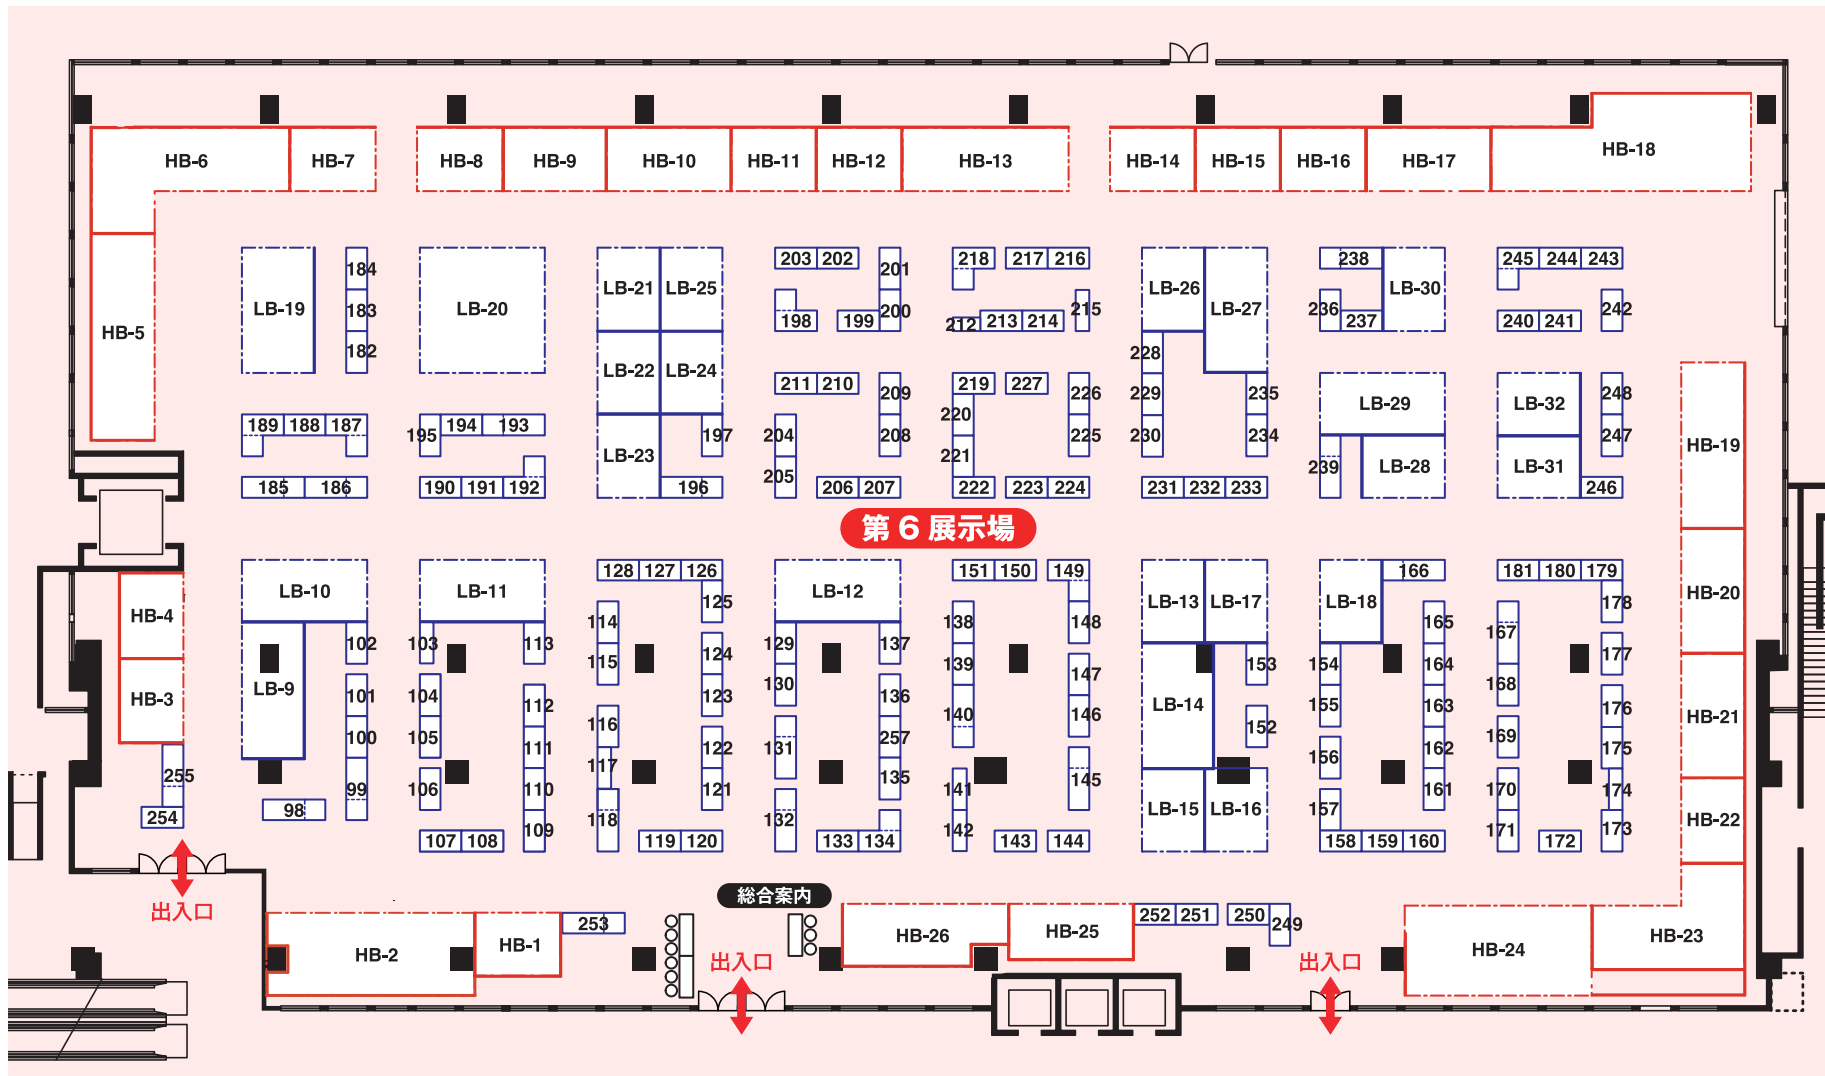 HB-6 HB-7 HB-8 HB-9 HB-10 HB-11 HB-12 HB-13 HB-14 HB-15 HB-16 HB-17 HB-18
HB-5
LB-19
184
183
182
LB-20
LB-21 LB-25
LB-22 LB-24
LB-23
197
196
203 202
201
198 199 200
218 217 216
212 213 214 215
LB-26 LB-27
228
229
230
235
234
231 232 233
238
LB-30
236
237
245 244 243
242
240 241
189 188 187
185 186
195 194 193
190 191 192
211 210 209
204 208
205 206 207
219 227 226
220
225
221
222 223 224
LB-29
239
LB-28
LB-32
LB-31
248
247
246
HB-19
HB-20
HB-21
HB-22
HB-23
HB-24
第6展示場
HB-4
HB-3
255
254
LB-10
LB-9
102
101
100
99
98
LB-11
103 113
104 112
105 111
106 110
109
107 108
128 127 126
125
114
115 124
123
116
117 122
121
118
119 120
LB-12
129 137
130 136
131 257
135
132
133 134
151 150 149
138 148
139 147
140 146
145
141
142 143 144
LB-13 LB-17
LB-14
153
152
LB-15 LB-16
LB-18
166
165
154 164
155 163
156 162
161
157
158 159 160
181 180 179
178
167
177
168
176
169 175
170 174
171 172 173
出入口
HB-2
HB-1
253
総合案内
出入口
HB-26
HB-25
252 251 250
249
出入口